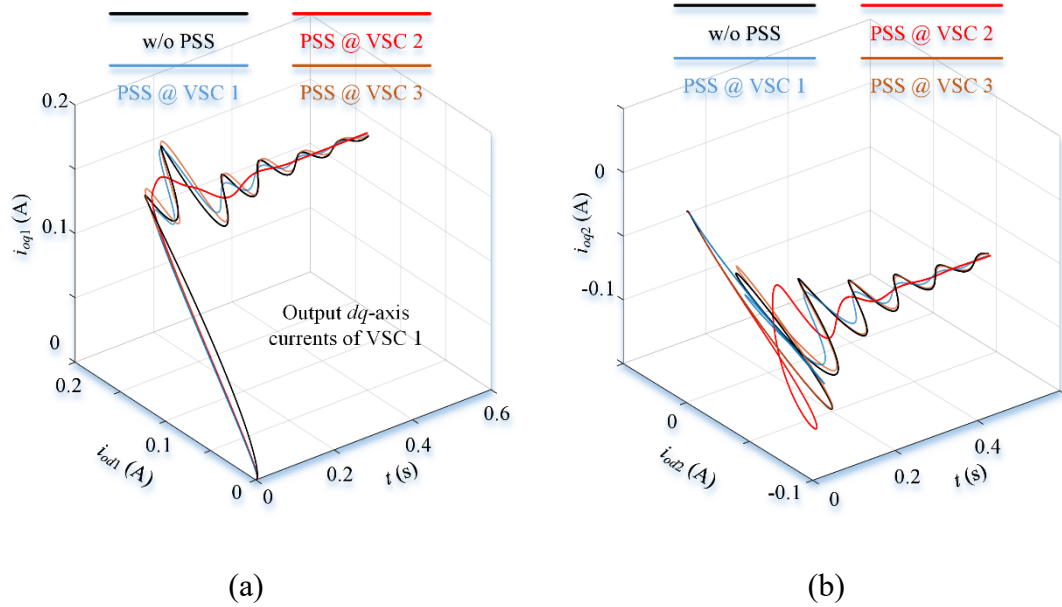 w/o PSS
PSS @ VSC 2
PSS @ VSC 1
PSS @ VSC 3
0.2
0.1
0
i_oq1 (A)
Output dq-axis
currents of VSC 1
0.2
0.1
0
i_od1 (A)
0
0.2
0.4
0.6
t (s)
(a)
w/o PSS
PSS @ VSC 2
PSS @ VSC 1
PSS @ VSC 3
0
-0.1
i_oq2 (A)
0
-0.1
i_od2 (A)
0
0.2
0.4
t (s)
(b)